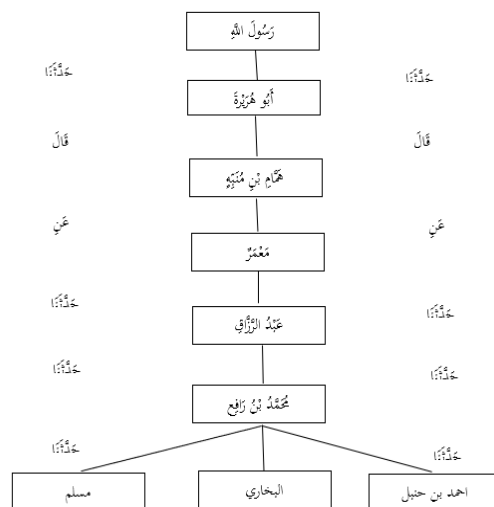 رَسُولَ اللَّهِ
حَدَّثَنَا
حَدَّثَنَا
أَبُو هُرَيْرَةَ
قَالَ
قَالَ
هَمَّامِ بْنِ مُنَبِّهٍ
عَنِ
عَنِ
مَعْمَرٌ
حَدَّثَنَا
حَدَّثَنَا
عَبْدُ الرَّزَّاقِ
حَدَّثَنَا
حَدَّثَنَا
مُحَمَّدُ بْنُ رَافِعٍ
حَدَّثَنَا
حَدَّثَنَا
احمد بن حنبل
البخاري
مسلم